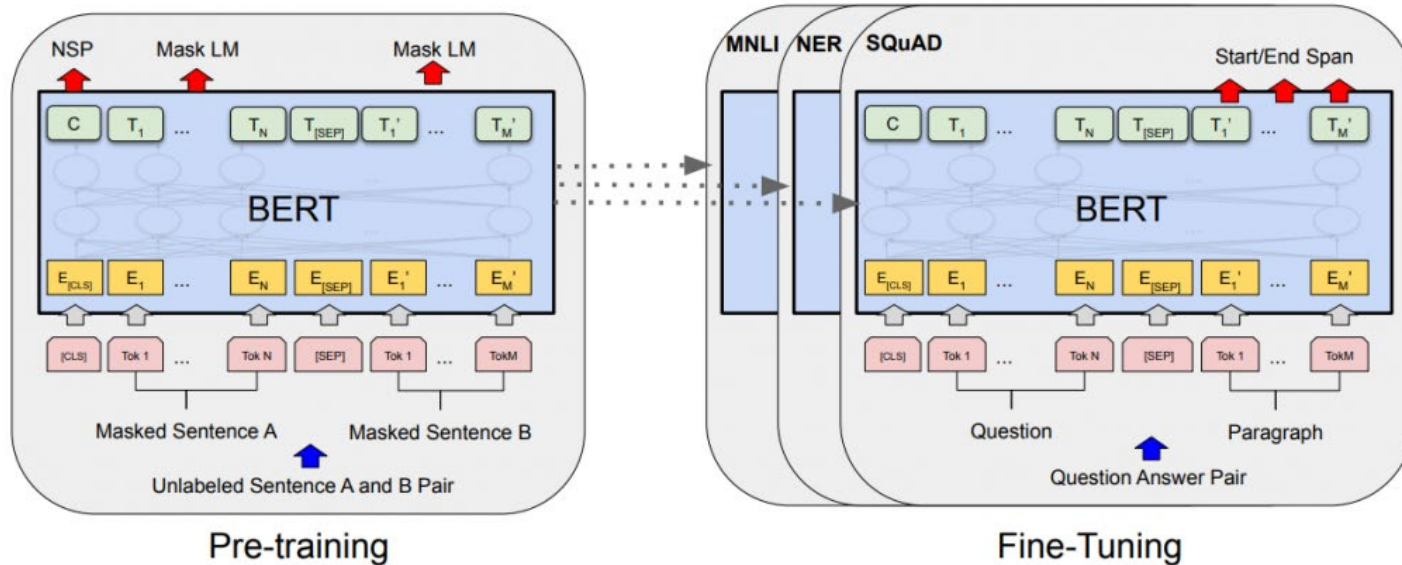 NSP Mask LM Mask LM
C T1 ... TN T[SEP] T1' ... TM'
BERT
E[CLS] E1 ... EN E[SEP] E1' ... EM'
[CLS] Tok 1 ... Tok N [SEP] Tok 1 ... TokM
Masked Sentence A Masked Sentence B
Unlabeled Sentence A and B Pair
Pre-training
MNLI NER SQuAD
Start/End Span
C T1 ... TN T[SEP] T1' ... TM'
BERT
E[CLS] E1 ... EN E[SEP] E1' ... EM'
[CLS] Tok 1 ... Tok N [SEP] Tok 1 ... TokM
Question Paragraph
Question Answer Pair
Fine-Tuning